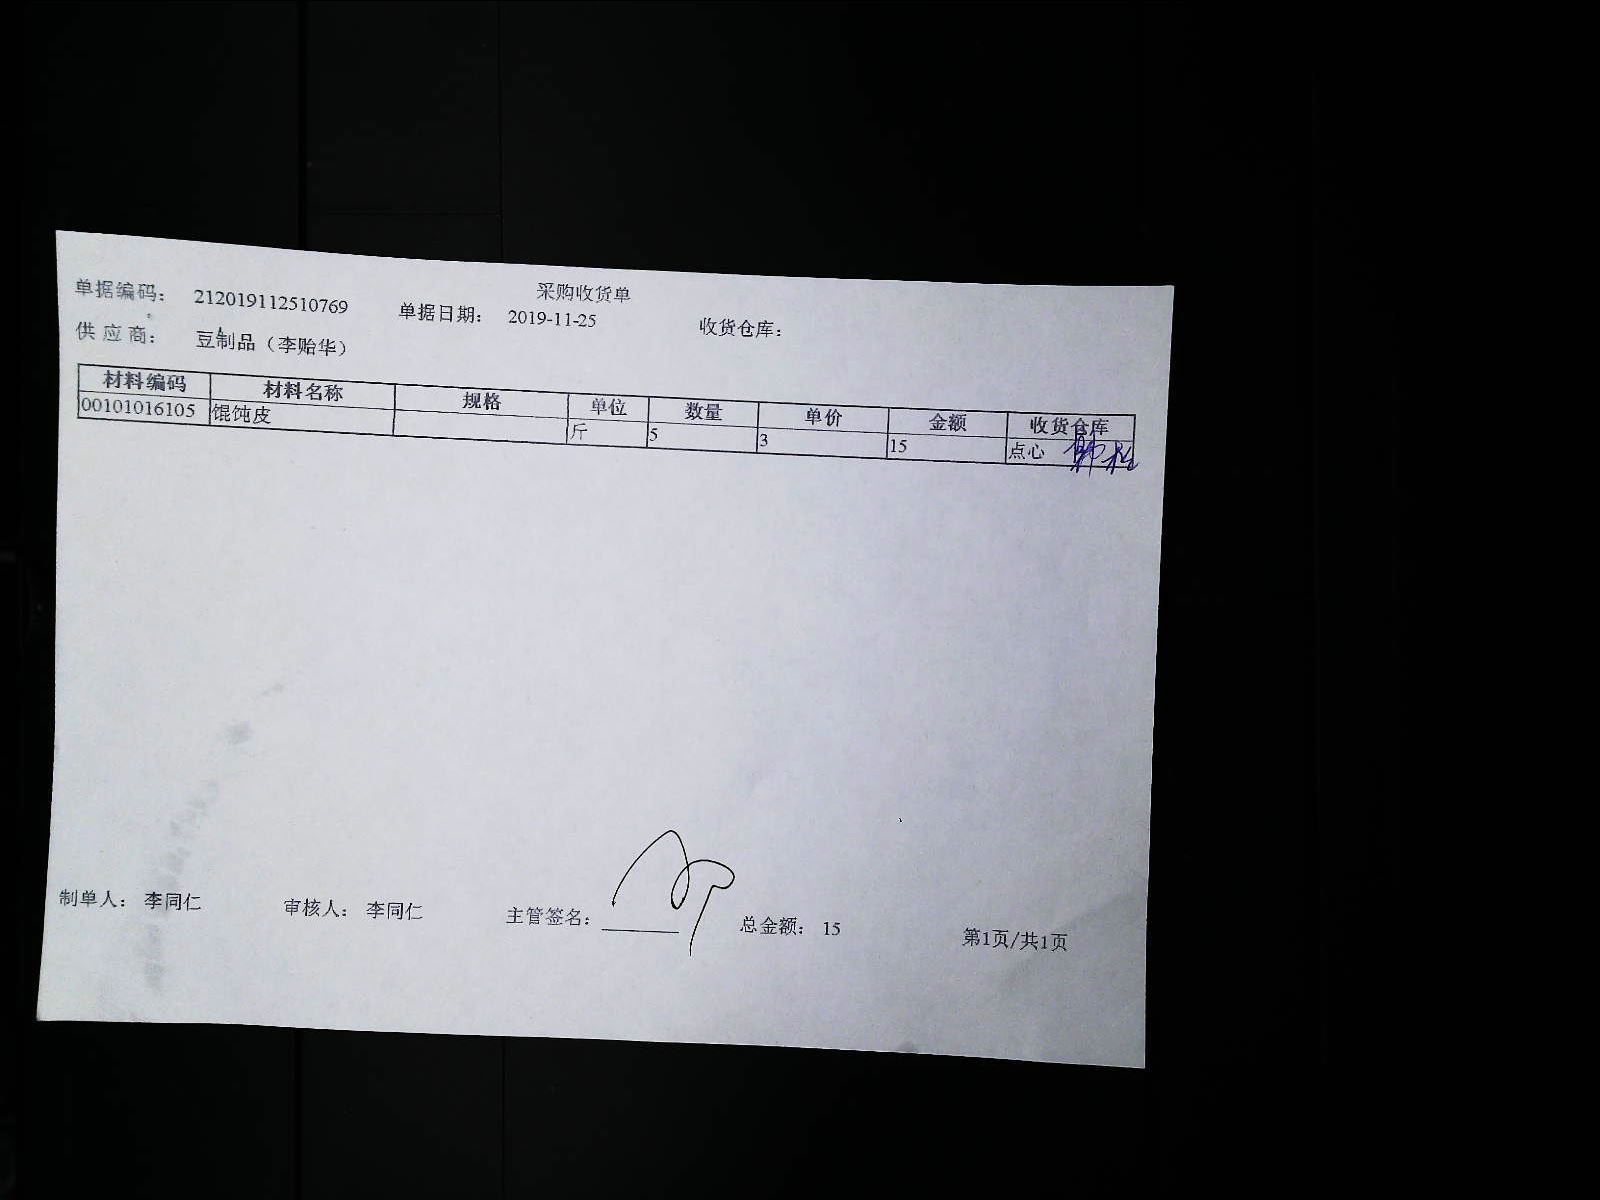 采购收货单
单据编码： 212019112510769 单据日期： 2019-11-25 收货仓库：
供应商： 豆制品（李贻华）
材料编码 材料名称 规格 单位 数量 单价 金额 收货仓库
00101016105 馄饨皮 斤 5 3 15 点心
制单人： 李同仁 审核人： 李同仁 主管签名： 总金额： 15 第1页/共1页